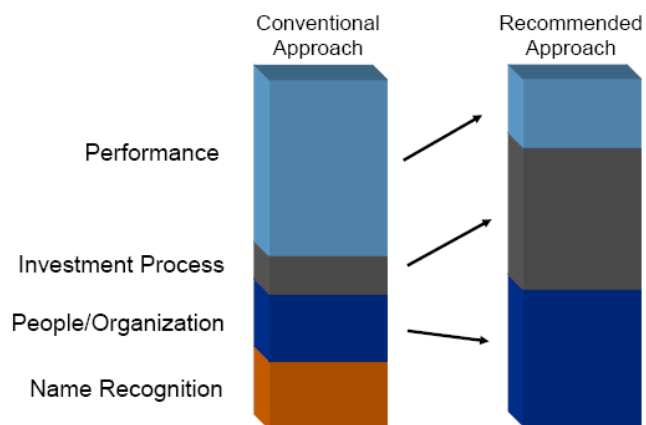 Conventional
Approach
Recommended
Approach
Performance
Investment Process
People/Organization
Name Recognition